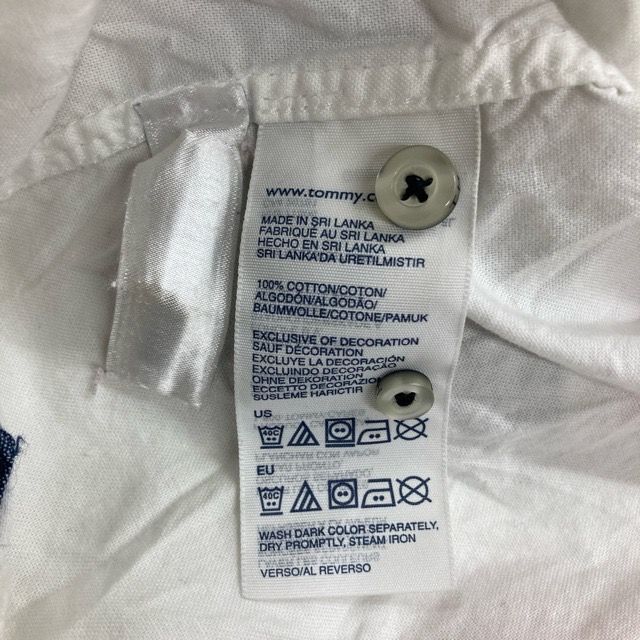 www.tommy.c
MADE IN SRI LANKA
FABRIQUÉ AU SRI LANKA
HECHO EN SRI LANKA
SRI LANKA'DA URETILMISTIR
100% COTTON/COTON/
ALGODÓN/ALGODÃO/
BAUMWOLLE/COTONE/PAMUK
EXCLUSIVE OF DECORATION
SAUF DÉCORATION
EXCLUYE LA DECORACIÓN
EXCLUINDO DECORAÇÃO
OHNE DEKORATION
ECCETTO DECORAZIO
SUSLEME HARICTIR
US
40C
EU
40C
WASH DARK COLOR SEPARATELY,
DRY PROMPTLY, STEAM IRON
VERSO/AL REVERSO